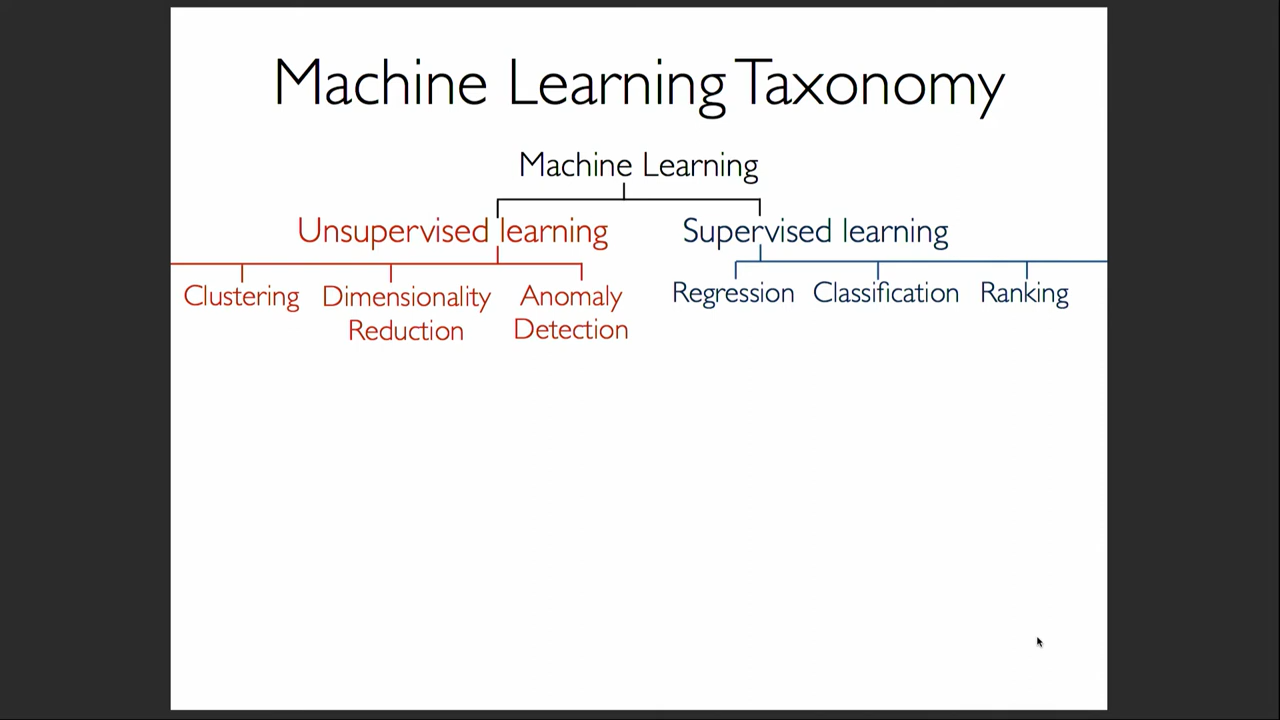 Machine Learning Taxonomy
Machine Learning
Unsupervised learning
Supervised learning
Clustering
Dimensionality
Reduction
Anomaly
Detection
Regression
Classification
Ranking